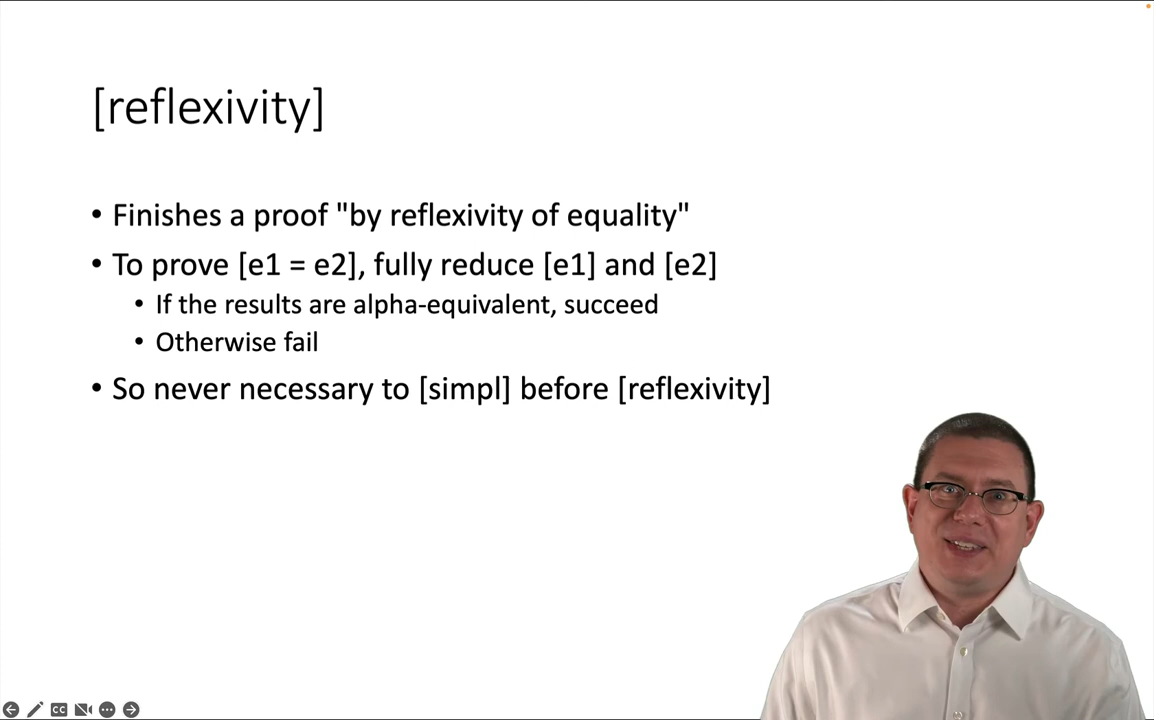 [reflexivity]
• Finishes a proof "by reflexivity of equality"
• To prove [e1 = e2], fully reduce [e1] and [e2]
• If the results are alpha-equivalent, succeed
• Otherwise fail
• So never necessary to [simpl] before [reflexivity]
CC